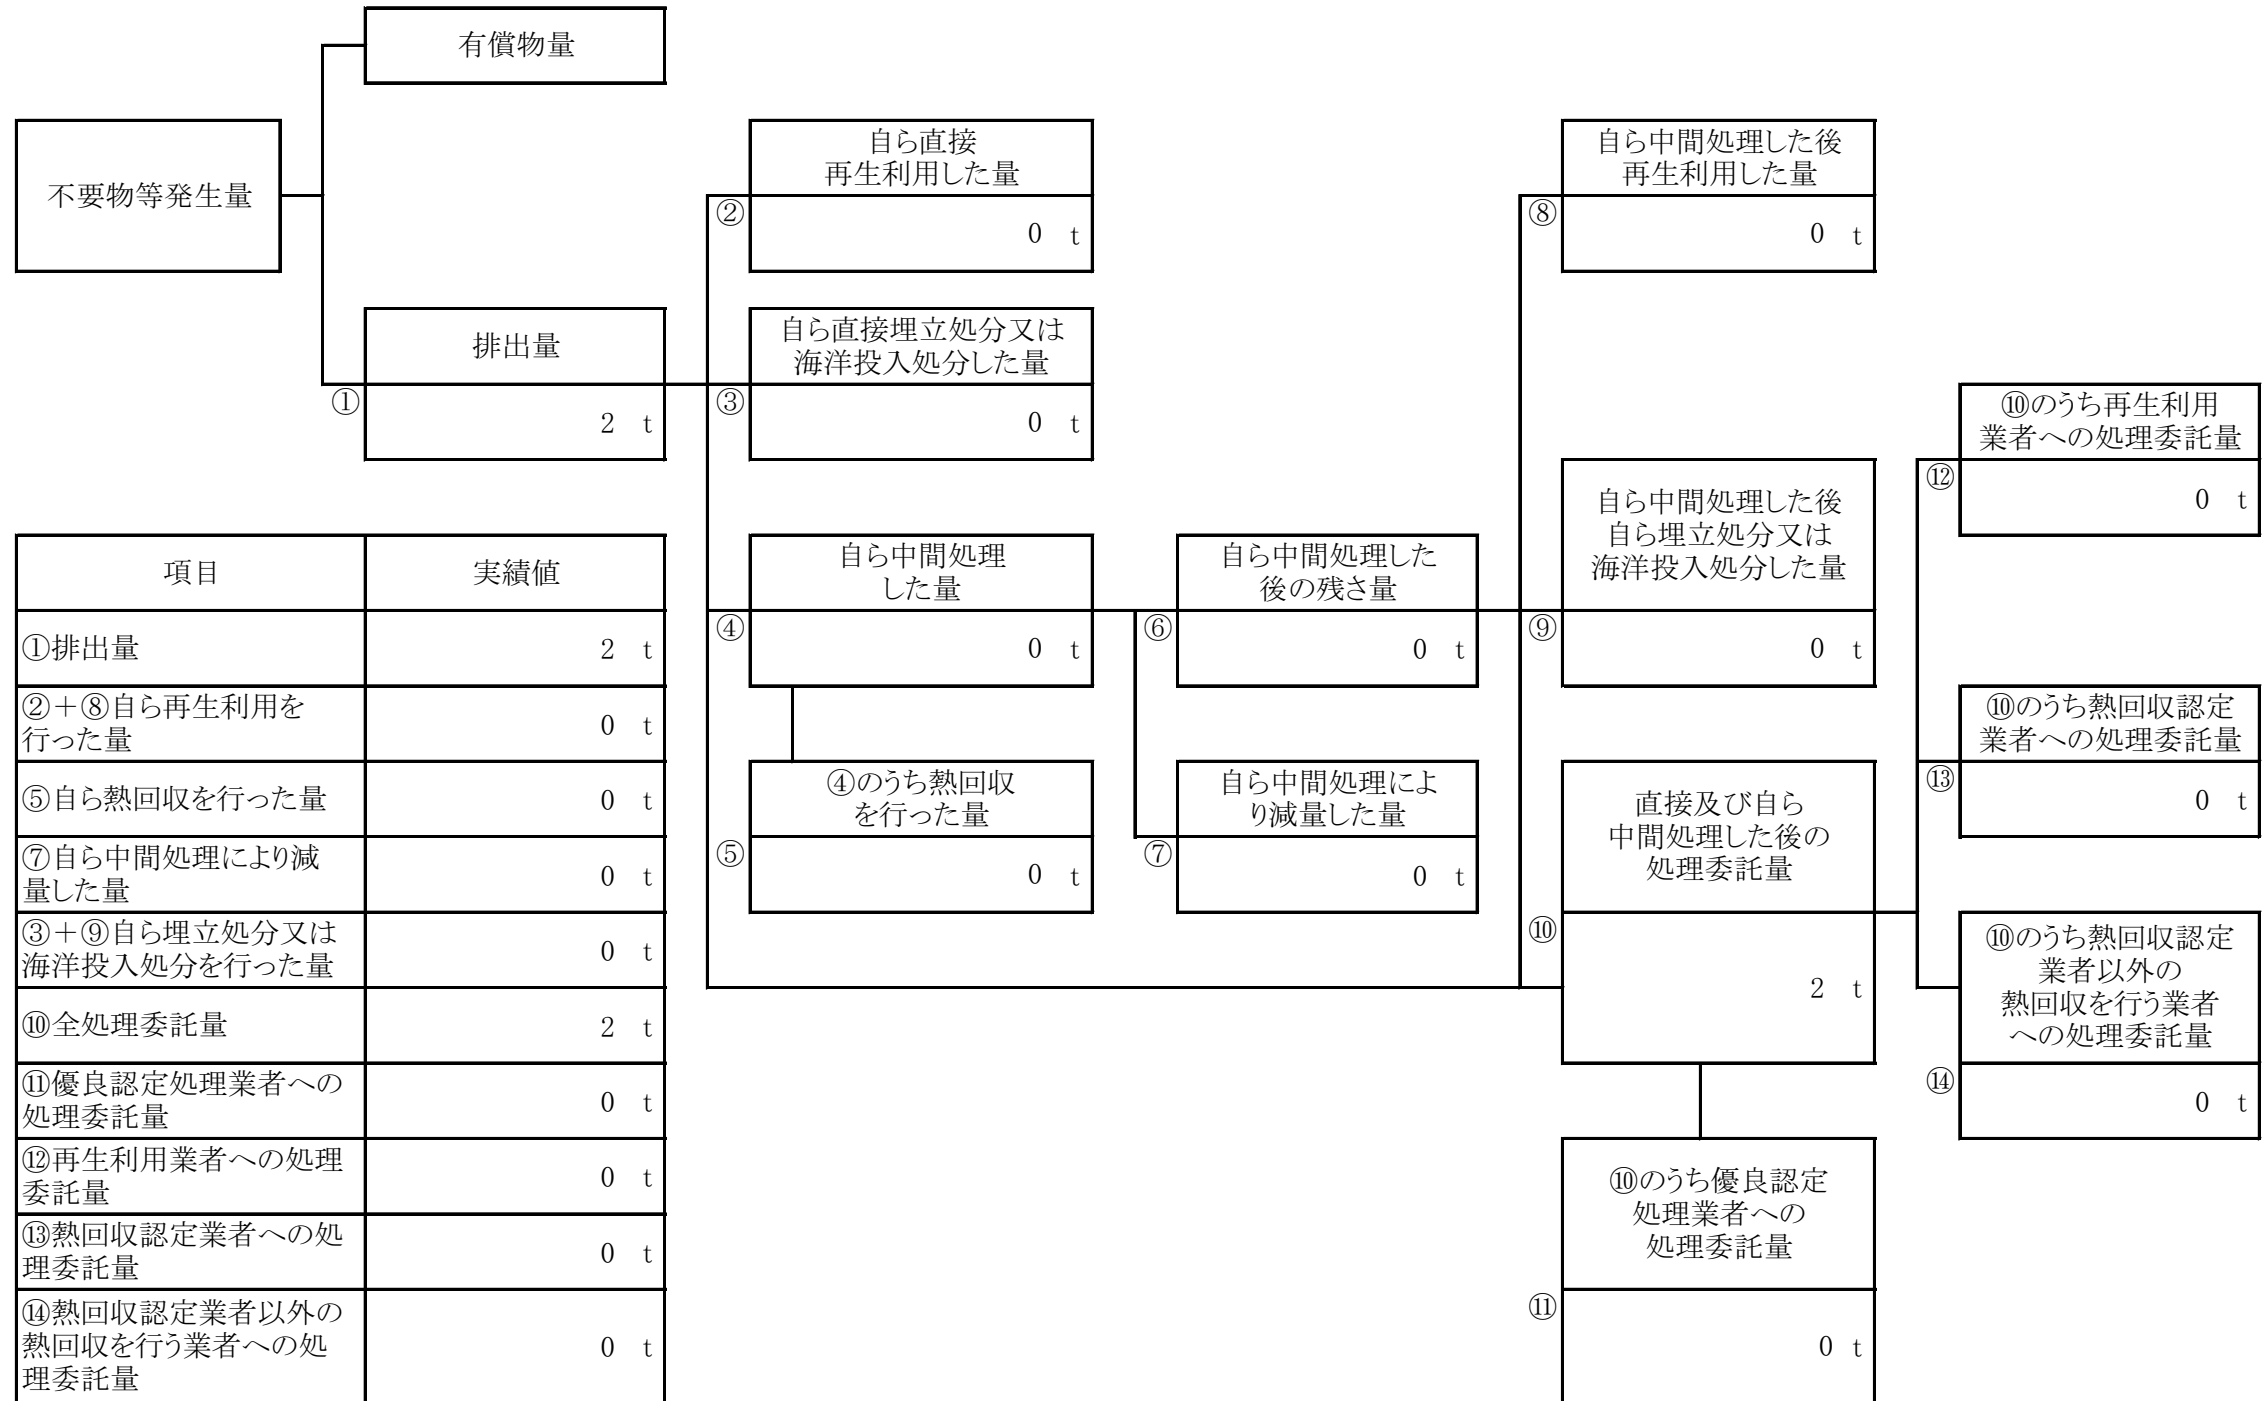 有償物量
不要物等発生量
自ら直接
再生利用した量
②
0 t
自ら中間処理した後
再生利用した量
⑧
0 t
排出量
①
2 t
自ら直接埋立処分又は
海洋投入処分した量
③
0 t
⑩のうち再生利用
業者への処理委託量
⑫
0 t
自ら中間処理
した量
④
0 t
自ら中間処理した
後の残さ量
⑥
0 t
自ら中間処理した後
自ら埋立処分又は
海洋投入処分した量
⑨
0 t
⑩のうち熱回収認定
業者への処理委託量
⑬
0 t
④のうち熱回収
を行った量
⑤
0 t
自ら中間処理によ
り減量した量
⑦
0 t
直接及び自ら
中間処理した後の
処理委託量
⑩
2 t
⑩のうち熱回収認定
業者以外の
熱回収を行う業者
への処理委託量
⑭
0 t
⑩のうち優良認定
処理業者への
処理委託量
⑪
0 t
項目 実績値
①排出量 2 t
②＋⑧自ら再生利用を
行った量 0 t
⑤自ら熱回収を行った量 0 t
⑦自ら中間処理により減
量した量 0 t
③＋⑨自ら埋立処分又は
海洋投入処分を行った量 0 t
⑩全処理委託量 2 t
⑪優良認定処理業者への
処理委託量 0 t
⑫再生利用業者への処理
委託量 0 t
⑬熱回収認定業者への処
理委託量 0 t
⑭熱回収認定業者以外の
熱回収を行う業者への処
理委託量 0 t